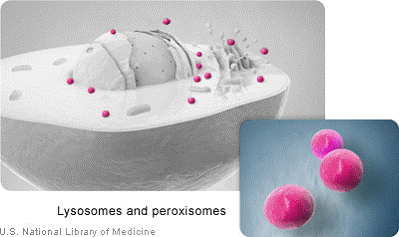 Lysosomes and peroxisomes
U.S. National Library of Medicine